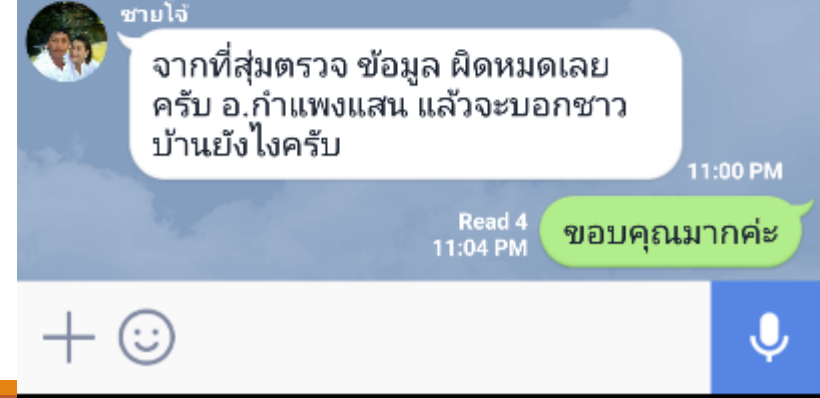 ชายโจ้
จากที่สุ่มตรวจ ข้อมูล ผิดหมดเลย
ครับ อ.กำแพงแสน แล้วจะบอกชาว
บ้านยังไงครับ
11:00 PM
Read 4
11:04 PM
ขอบคุณมากค่ะ